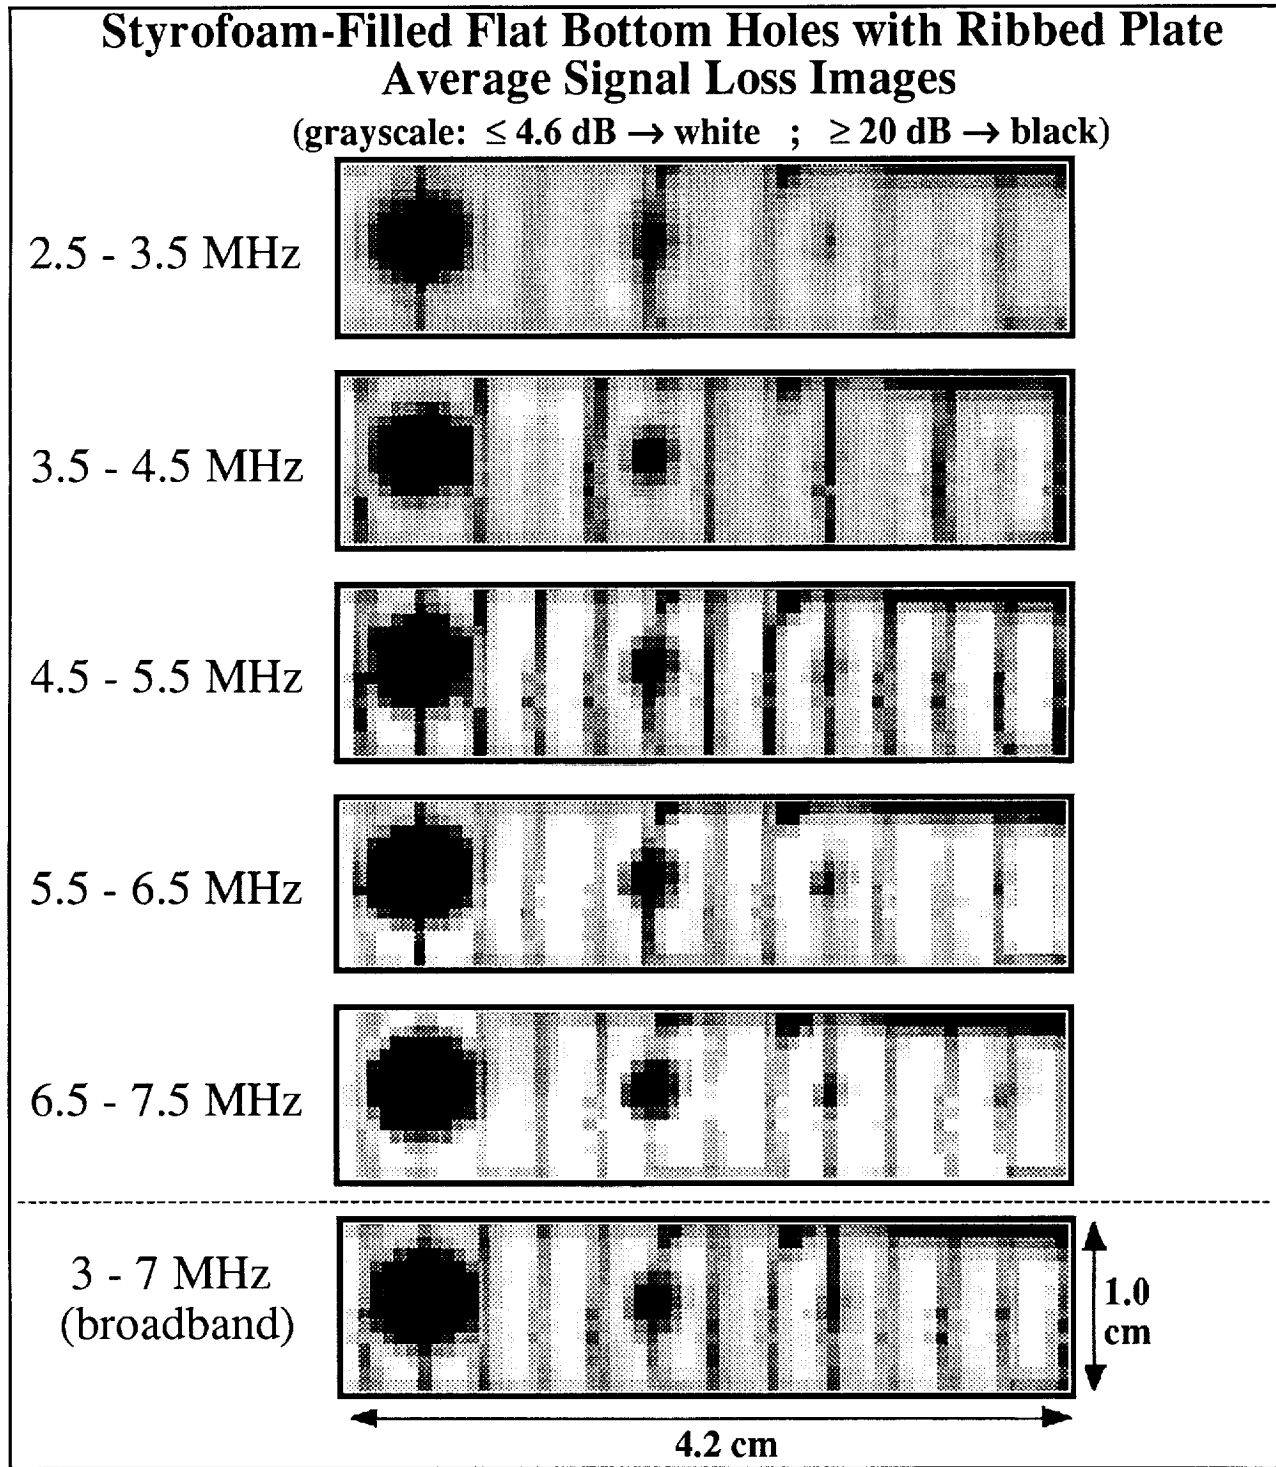 Styrofoam-Filled Flat Bottom Holes with Ribbed Plate
Average Signal Loss Images
(grayscale: ≤ 4.6 dB → white ; ≥ 20 dB → black)
2.5 - 3.5 MHz
3.5 - 4.5 MHz
4.5 - 5.5 MHz
5.5 - 6.5 MHz
6.5 - 7.5 MHz
3 - 7 MHz
(broadband)
1.0
cm
4.2 cm